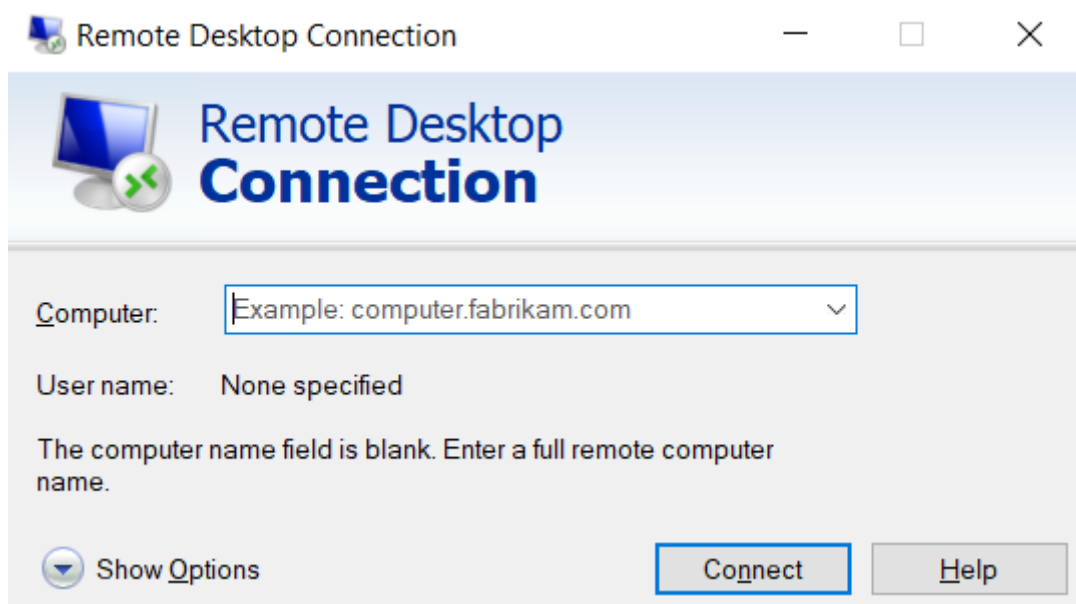 Remote Desktop Connection
Remote Desktop
Connection
Computer:
Example: computer.fabrikam.com
User name: None specified
The computer name field is blank. Enter a full remote computer
name.
Show Options
Connect
Help